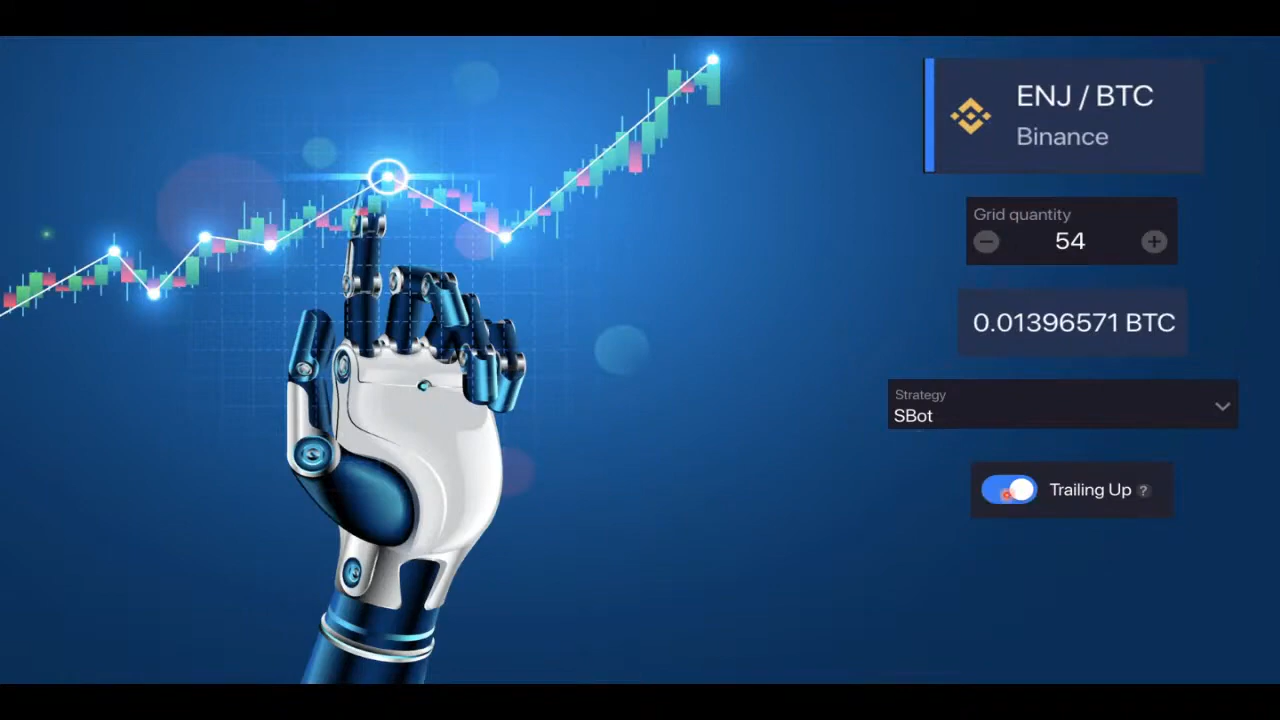 ENJ / BTC
Binance
Grid quantity
54
0.01396571 BTC
Strategy
SBot
Trailing Up ?